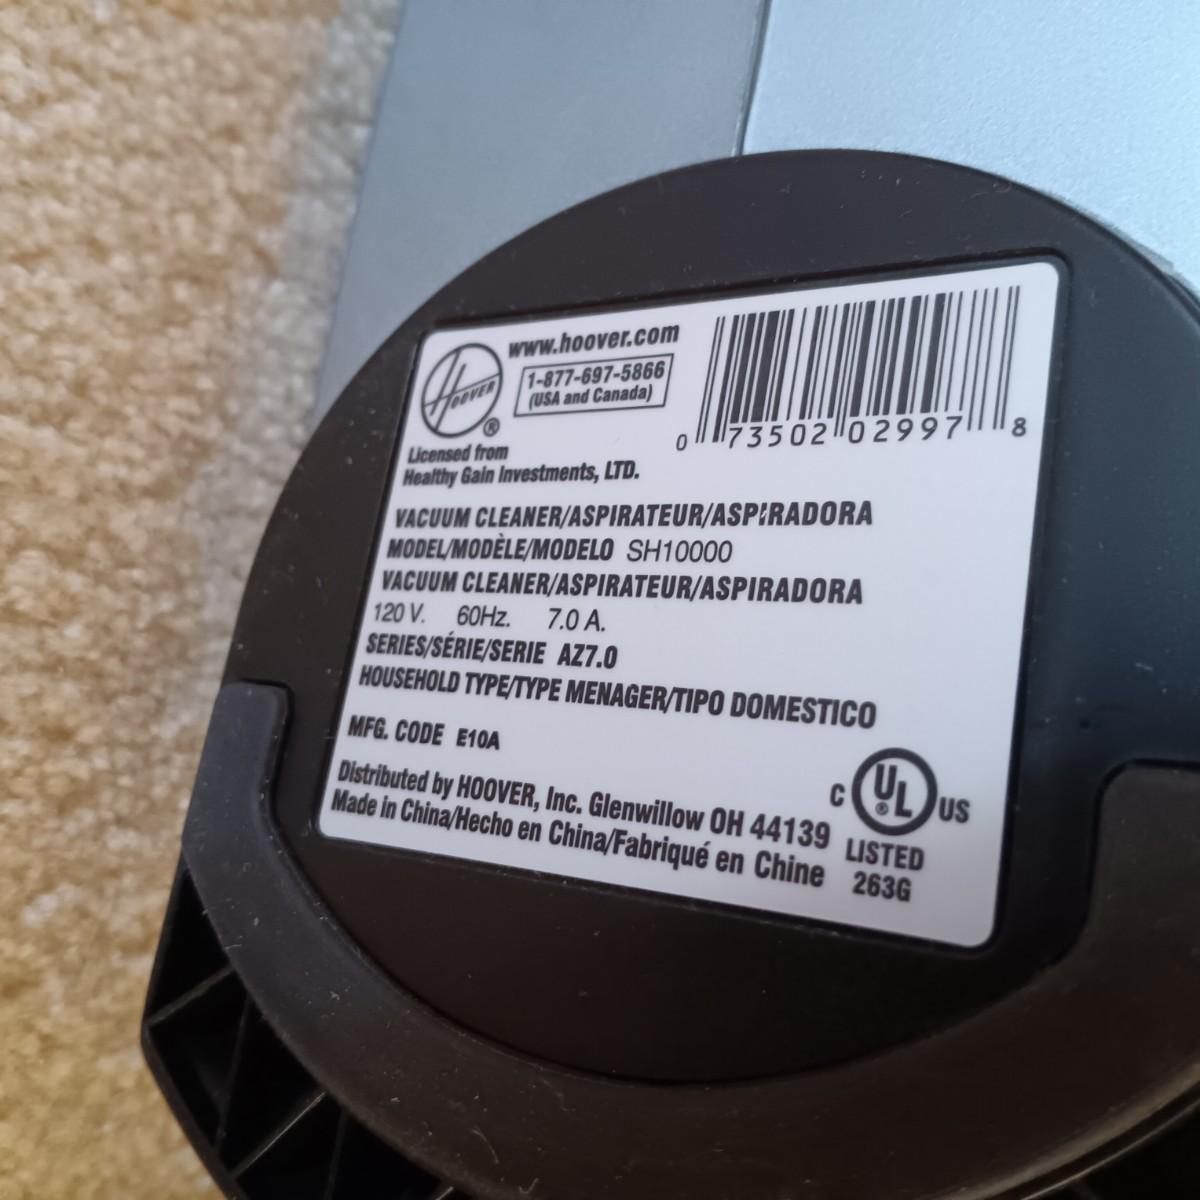 www.hoover.com
HOOVER
®
1-877-697-5866
(USA and Canada)
0 73502 02997 8
Licensed from
Healthy Gain Investments, LTD.
VACUUM CLEANER/ASPIRATEUR/ASPIRADORA
MODEL/MODÈLE/MODELO SH10000
VACUUM CLEANER/ASPIRATEUR/ASPIRADORA
120 V. 60Hz. 7.0 A.
SERIES/SÉRIE/SERIE AZ7.0
HOUSEHOLD TYPE/TYPE MENAGER/TIPO DOMESTICO
MFG. CODE E10A
Distributed by HOOVER, Inc. Glenwillow OH 44139
Made in China/Hecho en China/Fabriqué en Chine
C UL® US
LISTED
263G